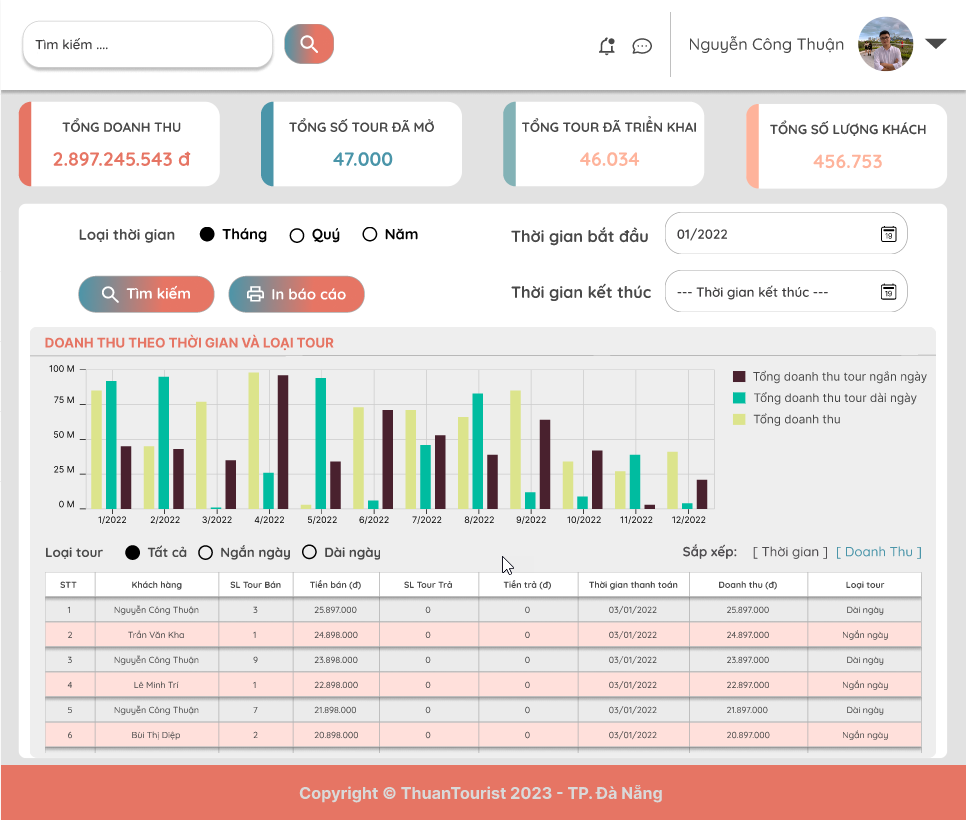 Tìm kiếm ....
Nguyễn Công Thuận
TỔNG DOANH THU
2.897.245.543 đ
TỔNG SỐ TOUR ĐÃ MỞ
47.000
TỔNG TOUR ĐÃ TRIỂN KHAI
46.034
TỔNG SỐ LƯỢNG KHÁCH
456.753
Loại thời gian Tháng Quý Năm
Thời gian bắt đầu 01/2022 19
Tìm kiếm In báo cáo
Thời gian kết thúc --- Thời gian kết thúc --- 19
DOANH THU THEO THỜI GIAN VÀ LOẠI TOUR
100 M
75 M
50 M
25 M
0 M
1/2022 2/2022 3/2022 4/2022 5/2022 6/2022 7/2022 8/2022 9/2022 10/2022 11/2022 12/2022
Tổng doanh thu tour ngắn ngày
Tổng doanh thu tour dài ngày
Tổng doanh thu
Loại tour Tất cả Ngắn ngày Dài ngày
Sắp xếp: [ Thời gian ] [ Doanh Thu ]
STT Khách hàng SL Tour Bán Tiền bán (đ) SL Tour Trả Tiền trả (đ) Thời gian thanh toán Doanh thu (đ) Loại tour
1 Nguyễn Công Thuận 3 25.897.000 0 0 03/01/2022 25.897.000 Dài ngày
2 Trần Văn Kha 1 24.898.000 0 0 03/01/2022 24.897.000 Ngắn ngày
3 Nguyễn Công Thuận 9 23.898.000 0 0 03/01/2022 23.897.000 Dài ngày
4 Lê Minh Trí 1 22.898.000 0 0 03/01/2022 22.897.000 Ngắn ngày
5 Nguyễn Công Thuận 7 21.898.000 0 0 03/01/2022 21.897.000 Dài ngày
6 Bùi Thị Diệp 2 20.898.000 0 0 03/01/2022 20.897.000 Ngắn ngày
Copyright © ThuanTourist 2023 - TP. Đà Nẵng